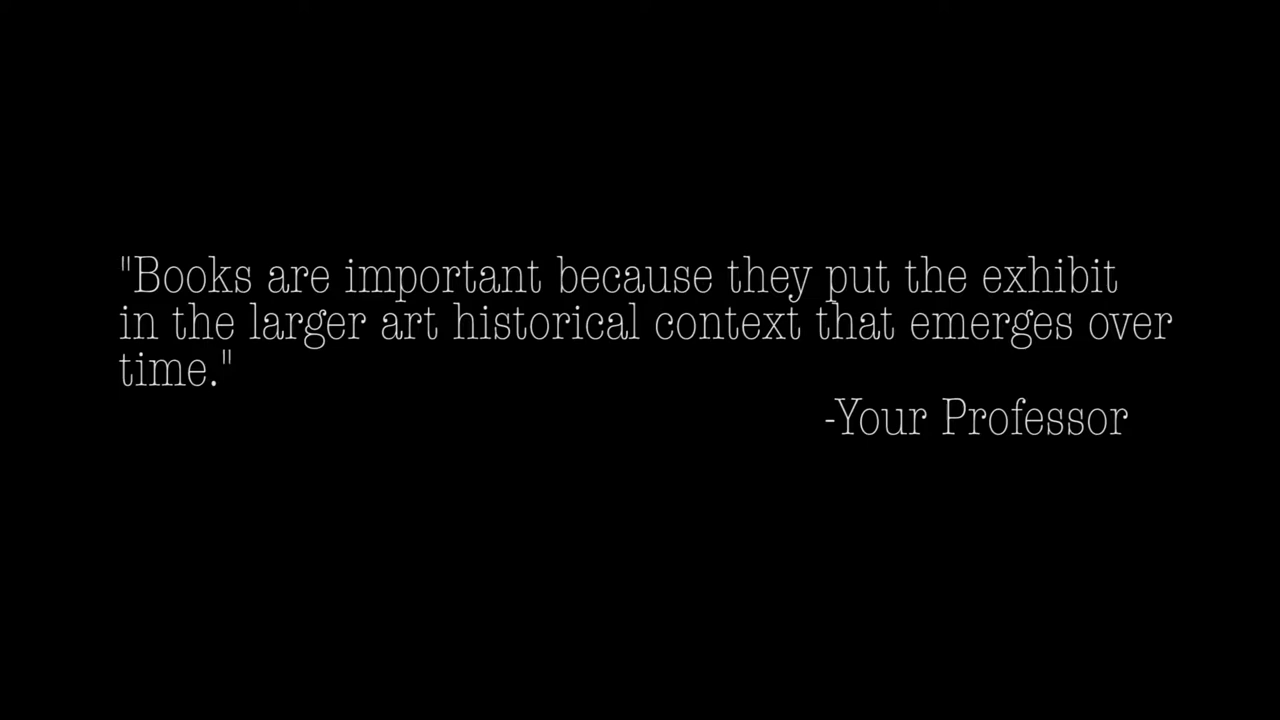 "Books are important because they put the exhibit
in the larger art historical context that emerges over
time."
-Your Professor